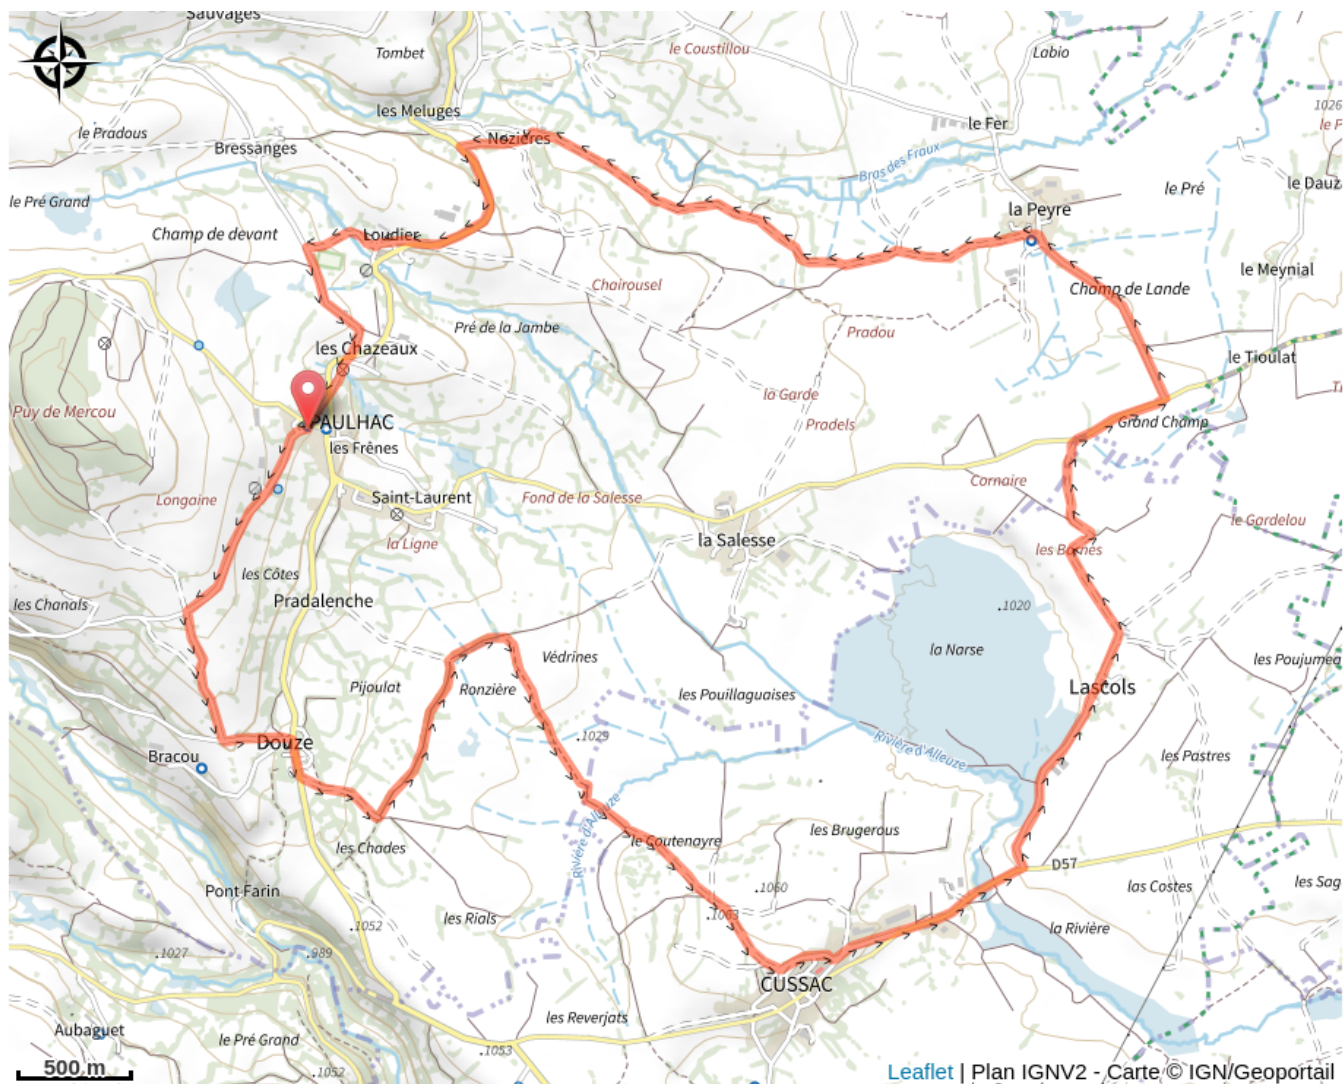 Sauvages
Tombet
le Coustillou
Labio
1026
les Meluges
le Fer
le P
le Pradous
Nozières
Bressanges
Bras des Fraux
le Pré
le Dauz
le Pré Grand
la Peyre
Champ de devant
Loudier
le Meynial
Chairousel
Champ de Lande
Pré de la Jambe
Pradou
les Chazeaux
le Tioulat
la Garde
Puy de Mercou
PAULHAC
Pradels
Grand Champ
les Frênes
Longaine
Saint-Laurent
Fond de la Salesse
Cornaire
la Ligne
la Salesse
les Bornes
le Gardelou
les Côtes
les Chanals
Pradalenche
.1020
la Narse
Védrines
les Poujumea
Pijoulat
Ronzière
les Pouillaguaises
Lascols
.1029
Douze
Bracou
Rivière d'Alleuze
les Pastres
Rivière d'Alleuze
le Coutenayre
les Brugerous
les Chades
D57
Pont-Farin
.1060
las Costes
les Sag
.1063
les Rials
.1052
la Rivière
.1027
.989
CUSSAC
les Reverjats
Aubaguet
le Pré Grand
.1053
.1052
500 m
Leaflet | Plan IGNV2 - Carte © IGN/Geoportail